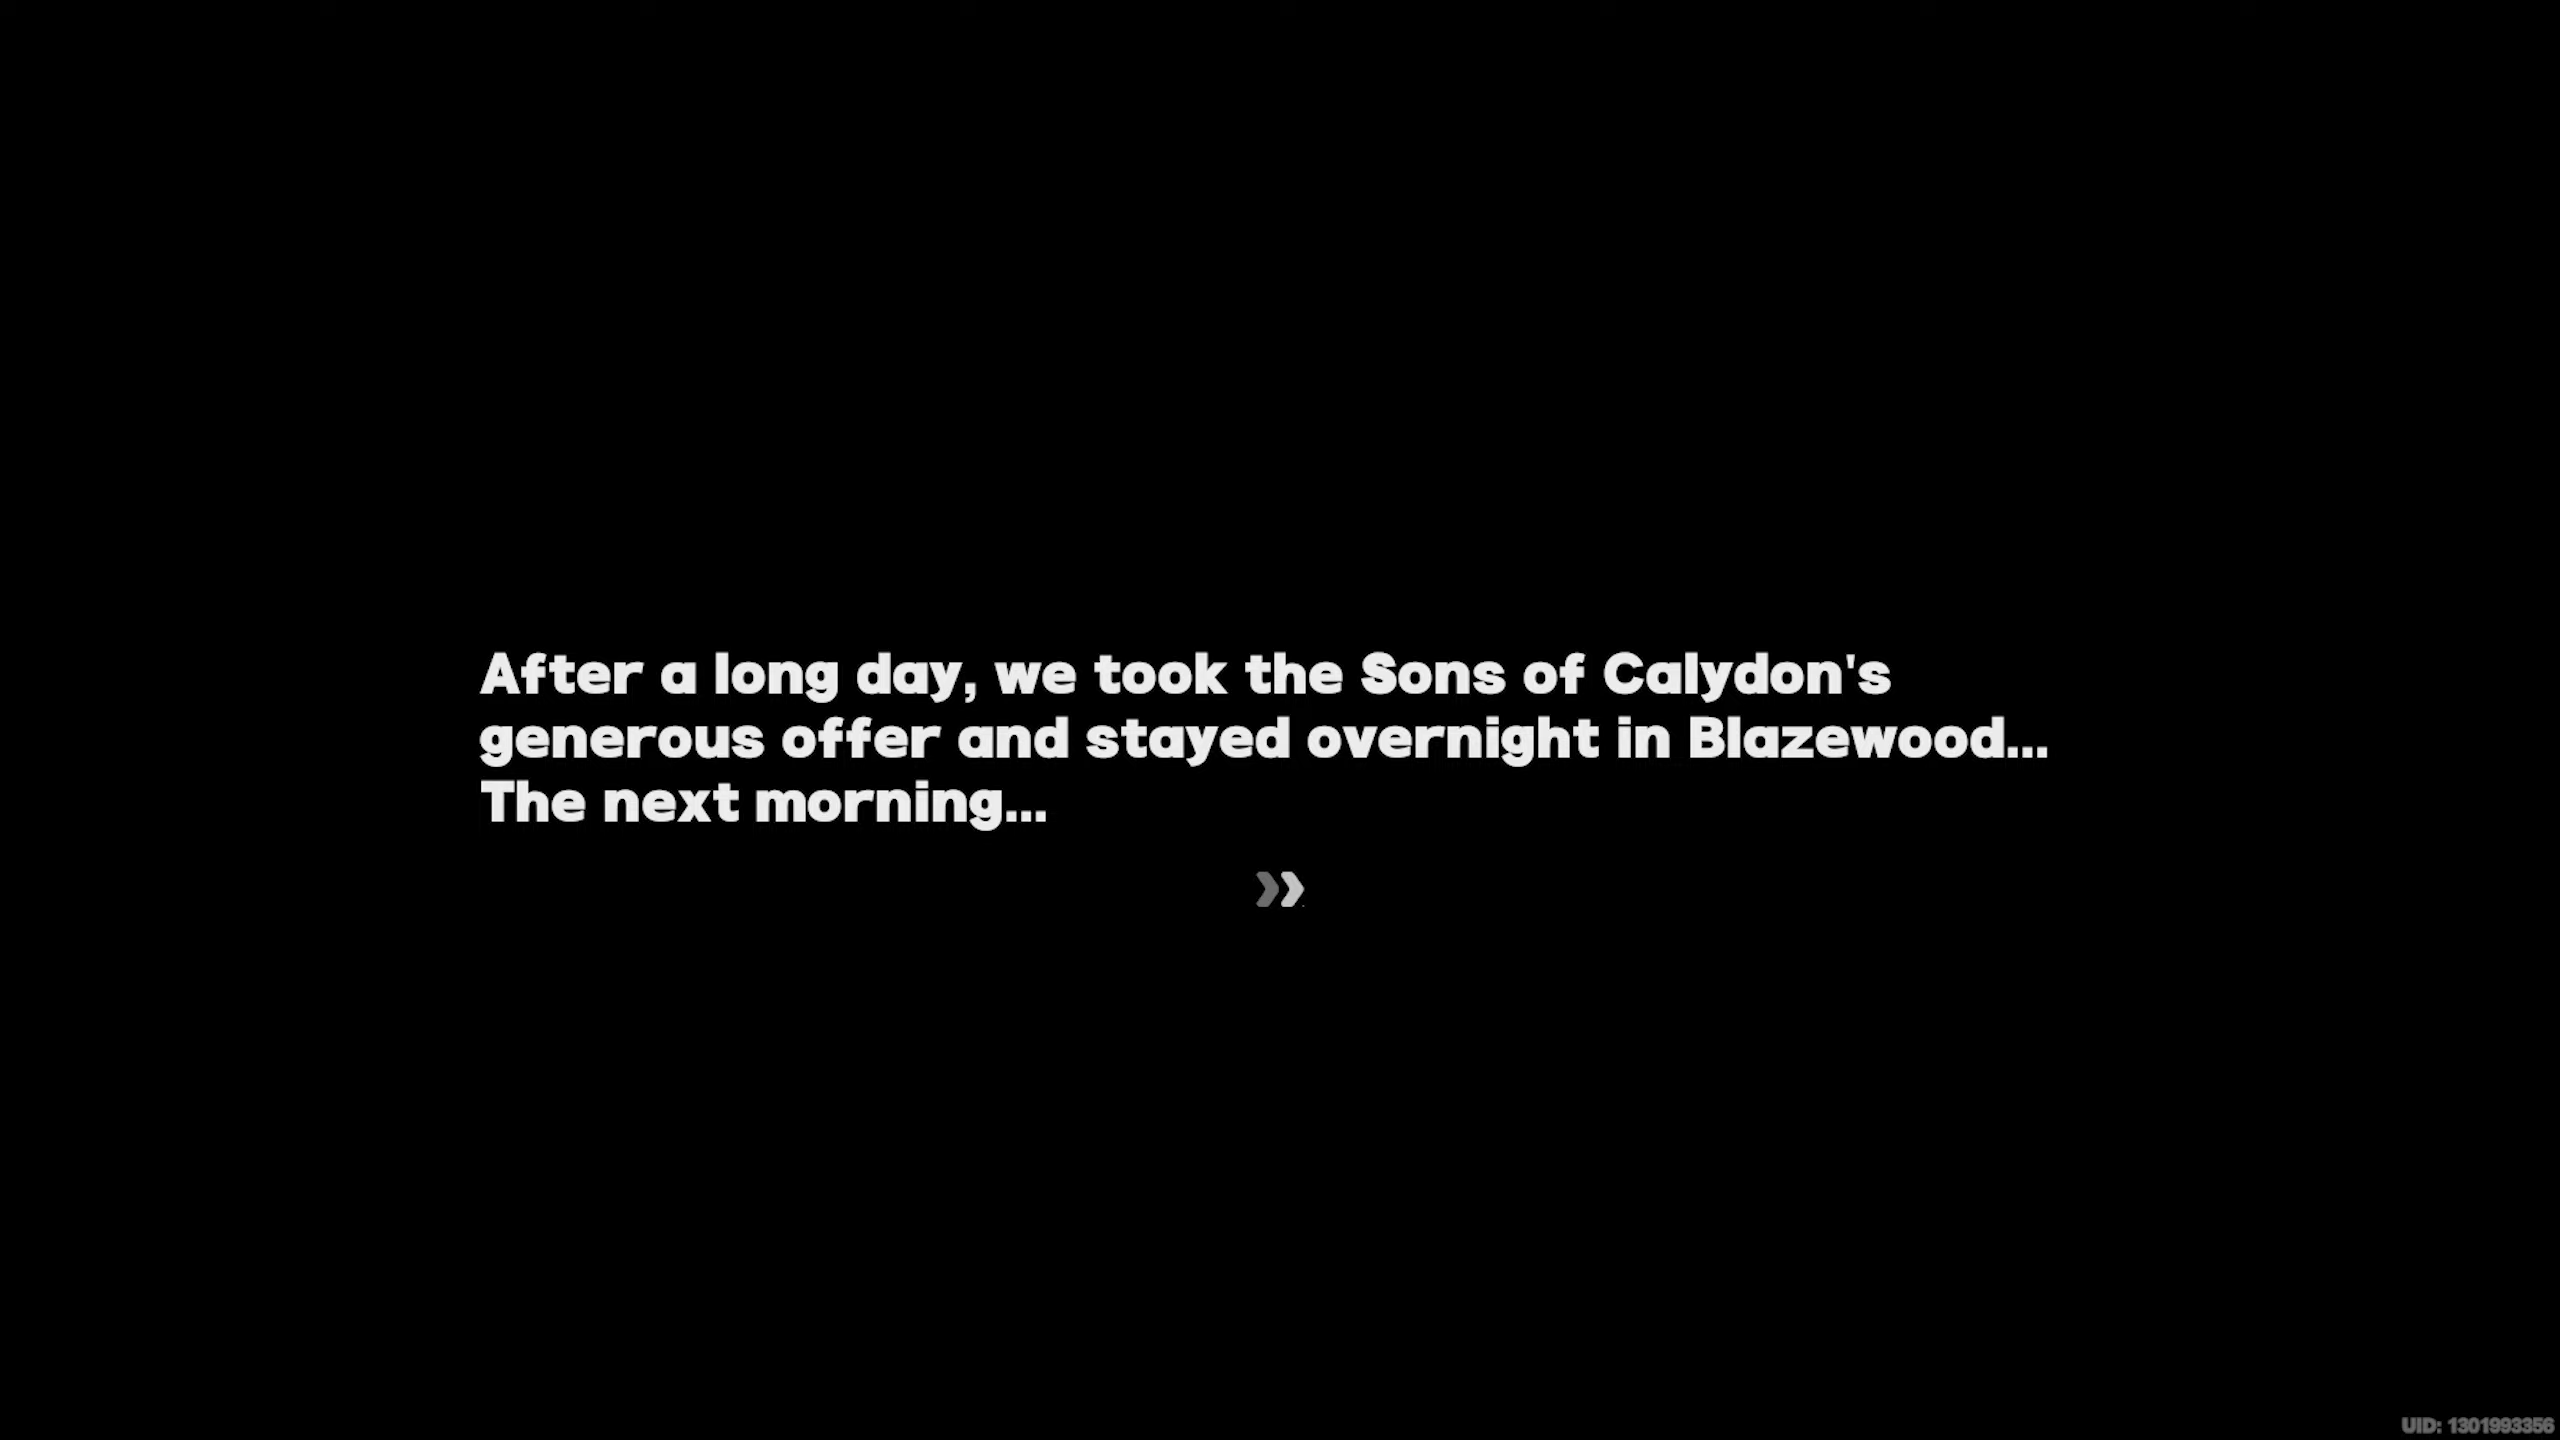 After a long day, we took the Sons of Calydon's
generous offer and stayed overnight in Blazewood...
The next morning...
UID: 1301993356